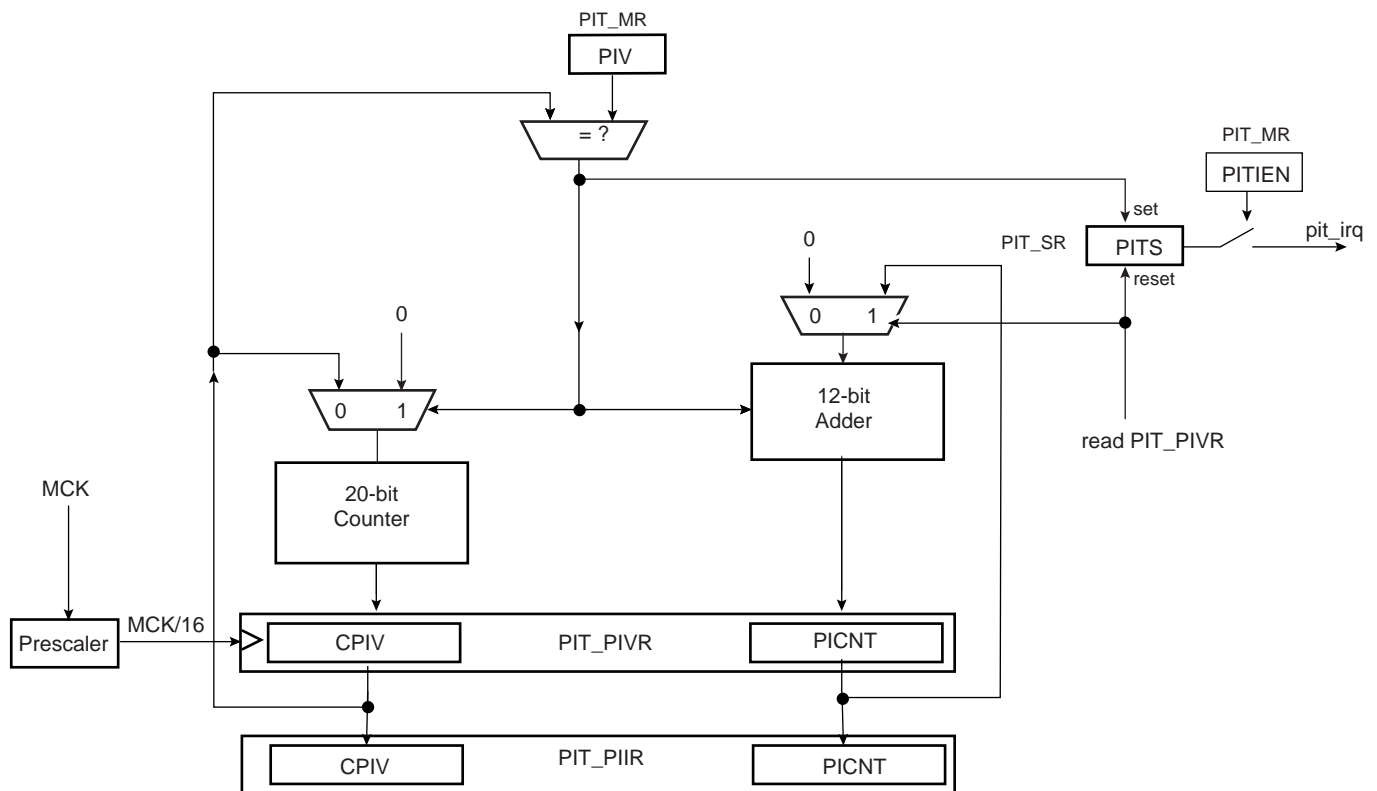 PIT_MR
PIV
= ?
PIT_MR
PITIEN
set
PIT_SR
PITS
pit_irq
reset
0
0 1
0
0 1
12-bit
Adder
read PIT_PIVR
MCK
20-bit
Counter
Prescaler
MCK/16
CPIV
PIT_PIVR
PICNT
CPIV
PIT_PIIR
PICNT